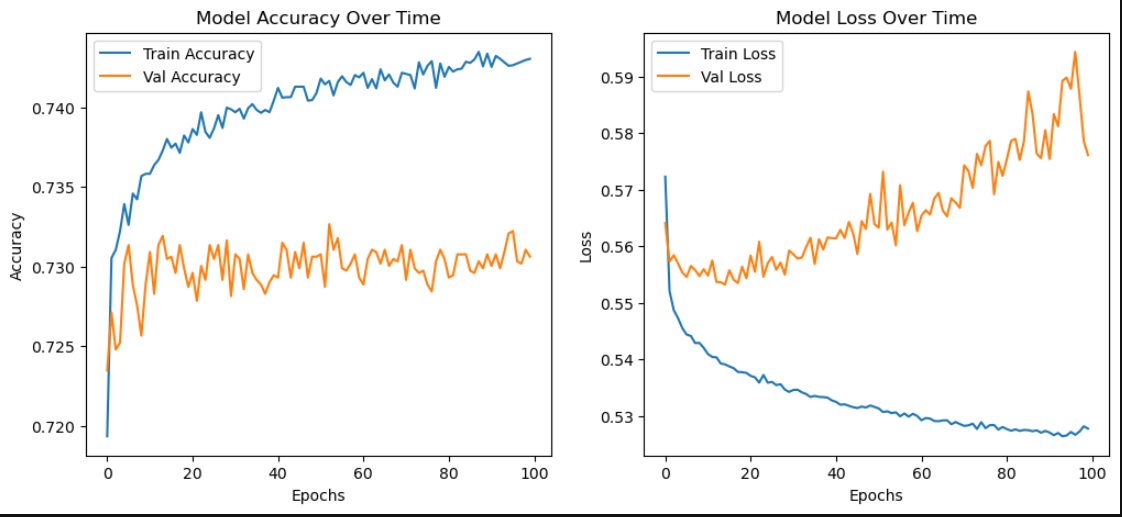 Model Accuracy Over Time
Train Accuracy
Val Accuracy
0.740
0.735
0.730
0.725
0.720
Accuracy
0 20 40 60 80 100
Epochs
Model Loss Over Time
Train Loss
Val Loss
0.59
0.58
0.57
0.56
0.55
0.54
0.53
Loss
0 20 40 60 80 100
Epochs